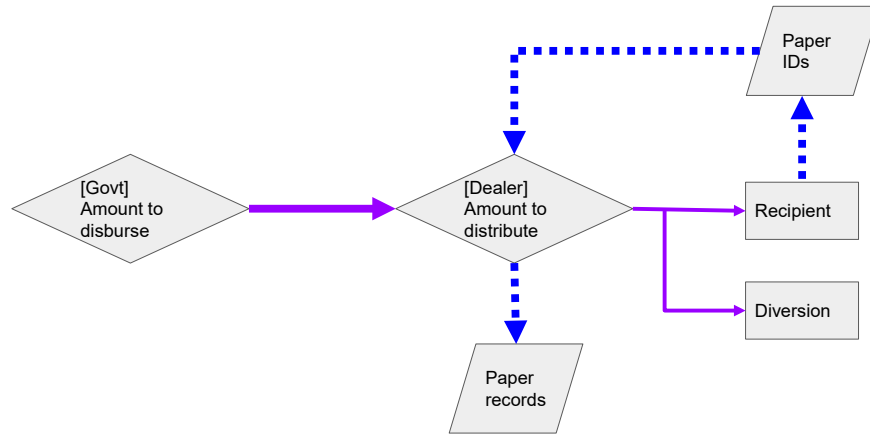 Paper
IDs
[Govt]
Amount to
disburse
[Dealer]
Amount to
distribute
Recipient
Diversion
Paper
records